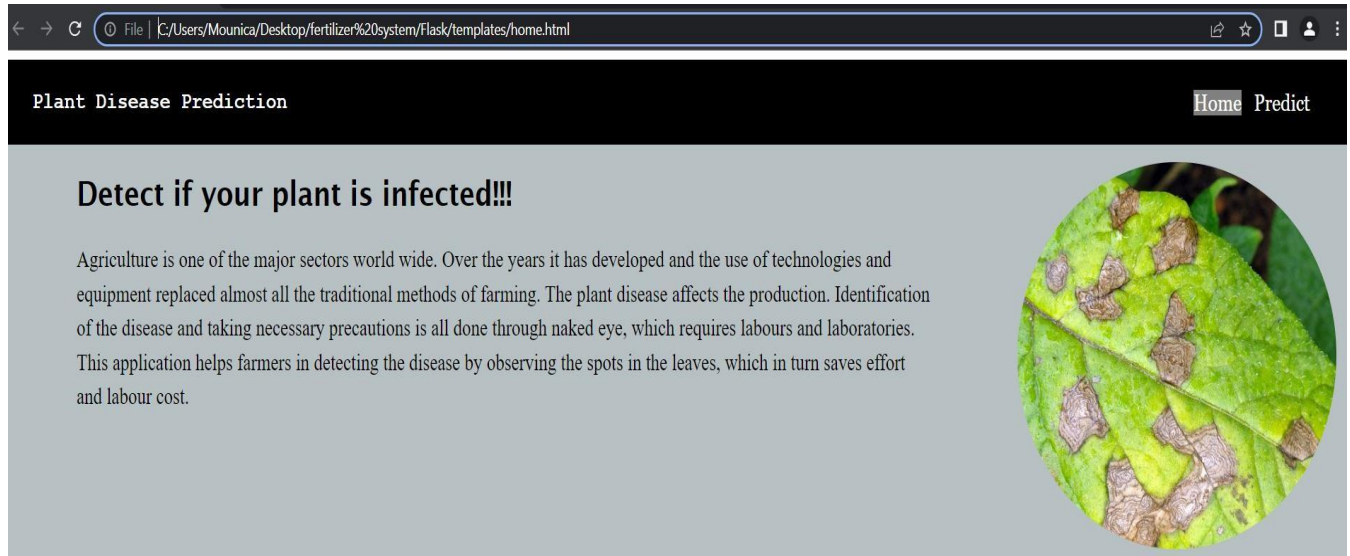 File | C:/Users/Mounica/Desktop/fertilizer%20system/Flask/templates/home.html
Plant Disease Prediction
Home Predict
Detect if your plant is infected!!!
Agriculture is one of the major sectors world wide. Over the years it has developed and the use of technologies and
equipment replaced almost all the traditional methods of farming. The plant disease affects the production. Identification
of the disease and taking necessary precautions is all done through naked eye, which requires labours and laboratories.
This application helps farmers in detecting the disease by observing the spots in the leaves, which in turn saves effort
and labour cost.